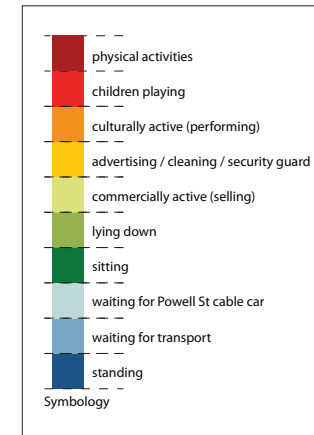 physical activities
children playing
culturally active (performing)
advertising / cleaning / security guard
commercially active (selling)
lying down
sitting
waiting for Powell St cable car
waiting for transport
standing
Symbology